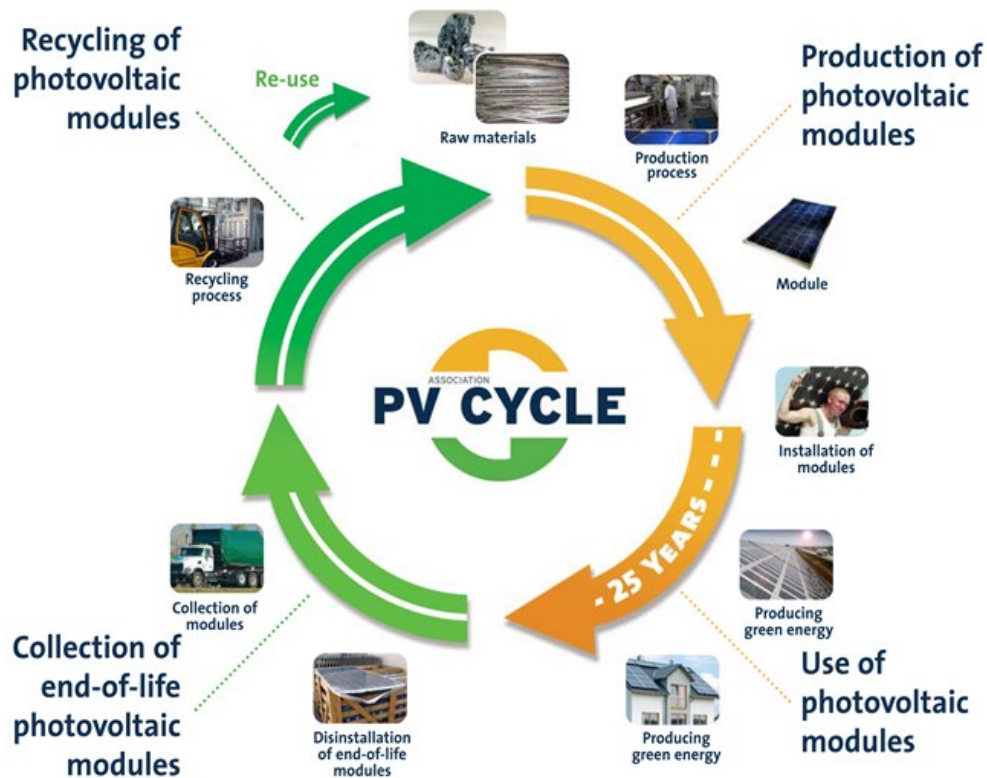 Recycling of
photovoltaic
modules
Re-use
Raw materials
Production
process
Production of
photovoltaic
modules
Module
Recycling
process
ASSOCIATION
PV CYCLE
Installation of
modules
- 25 YEARS - - -
Producing
green energy
Use of
photovoltaic
modules
Producing
green energy
Disinstallation
of end-of-life
modules
Collection of
modules
Collection of
end-of-life
photovoltaic
modules